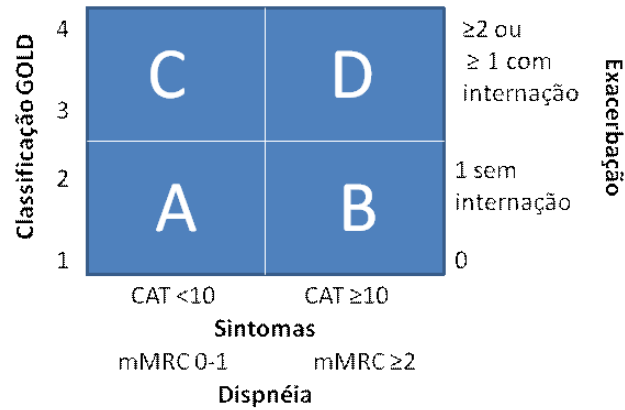 Classificação GOLD
4
3
2
1
C
D
A
B
≥2 ou
≥ 1 com
internação
1 sem
internação
0
Exacerbação
CAT <10
CAT ≥10
Sintomas
mMRC 0-1
mMRC ≥2
Dispnéia